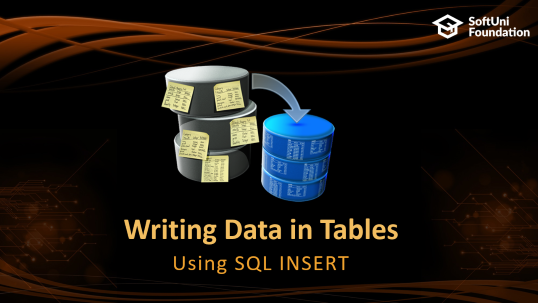 SoftUni
Foundation
Writing Data in Tables
Using SQL INSERT